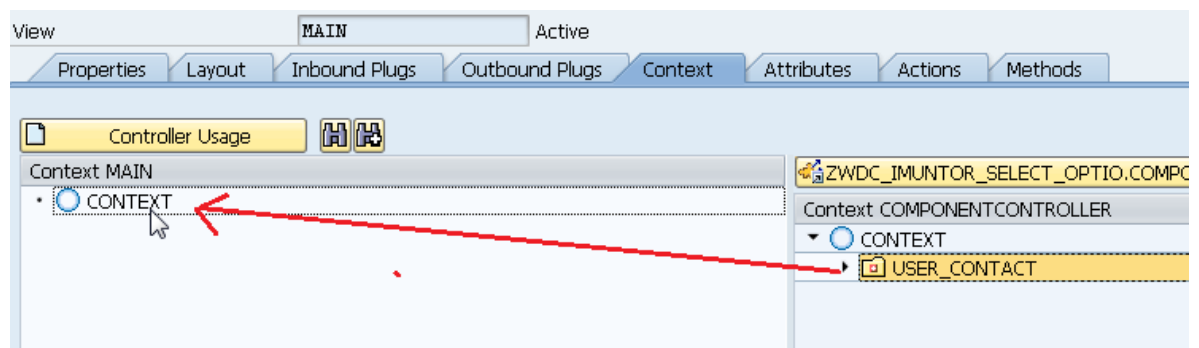 View MAIN Active
Properties Layout Inbound Plugs Outbound Plugs Context Attributes Actions Methods
Controller Usage
Context MAIN
CONTEXT
ZWDC_IMUNTOR_SELECT_OPTIO.COMPO
Context COMPONENTCONTROLLER
CONTEXT
USER_CONTACT